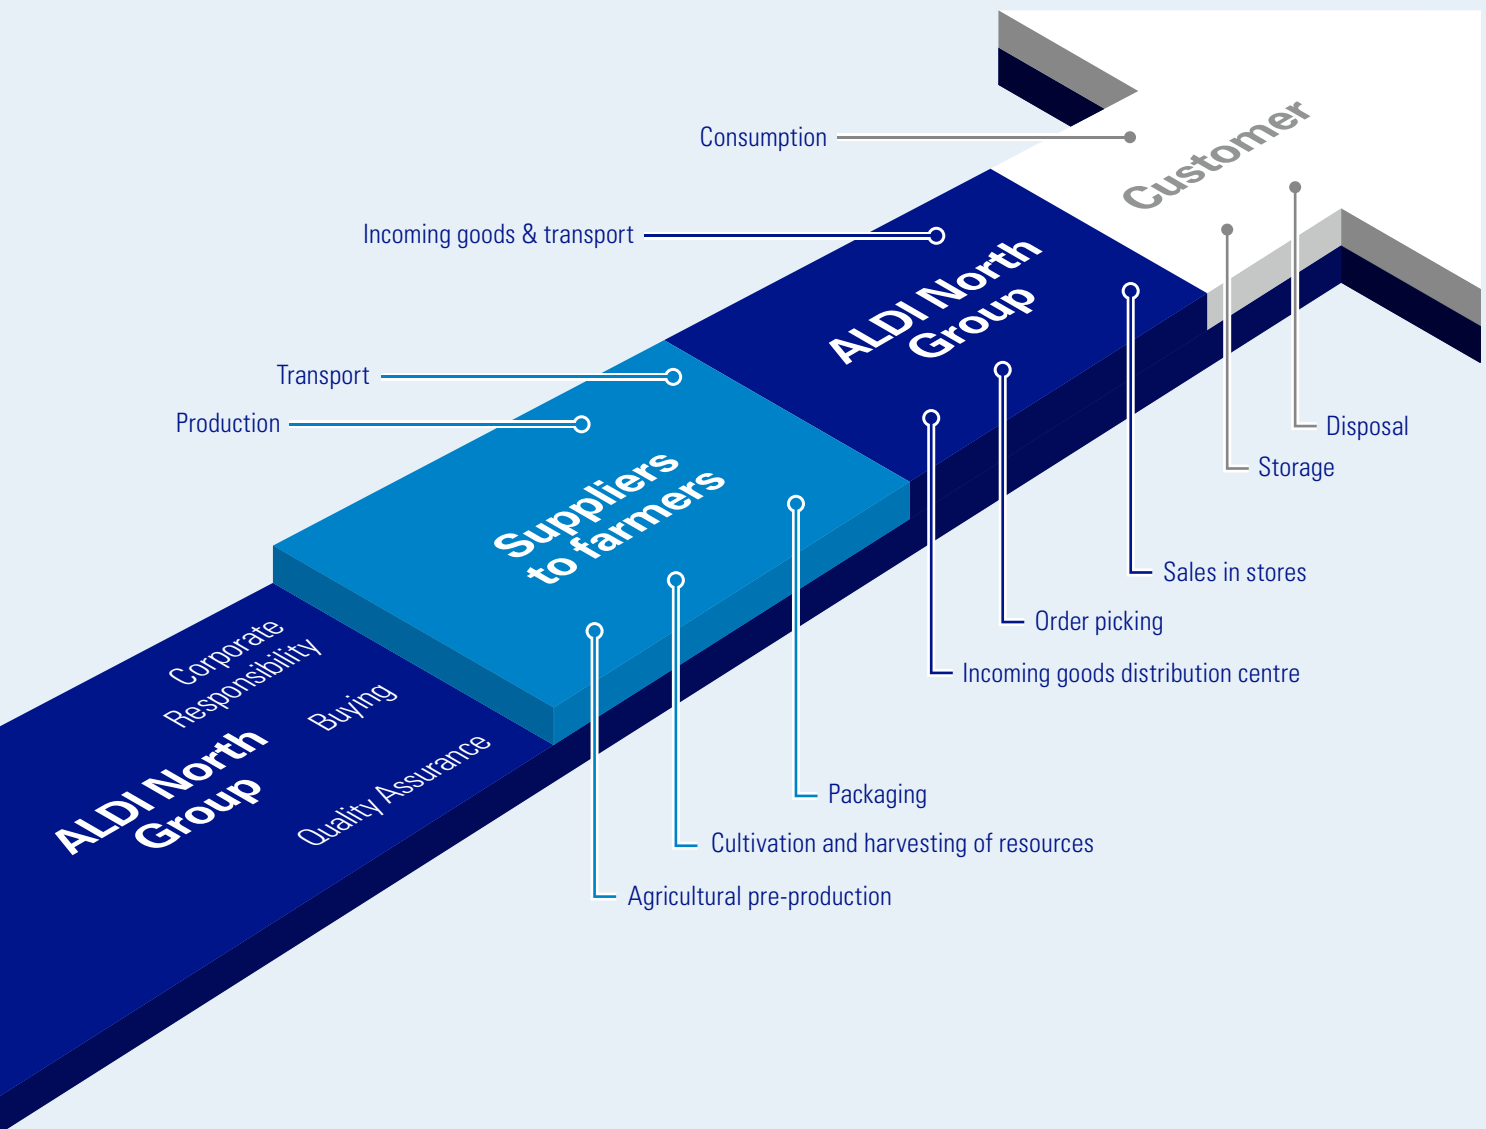 Consumption
Customer
Incoming goods & transport
ALDI North
Group
Transport
Production
Disposal
Storage
Suppliers
to farmers
Sales in stores
Order picking
Incoming goods distribution centre
Corporate
Responsibility
Buying
ALDI North
Group
Quality Assurance
Packaging
Cultivation and harvesting of resources
Agricultural pre-production